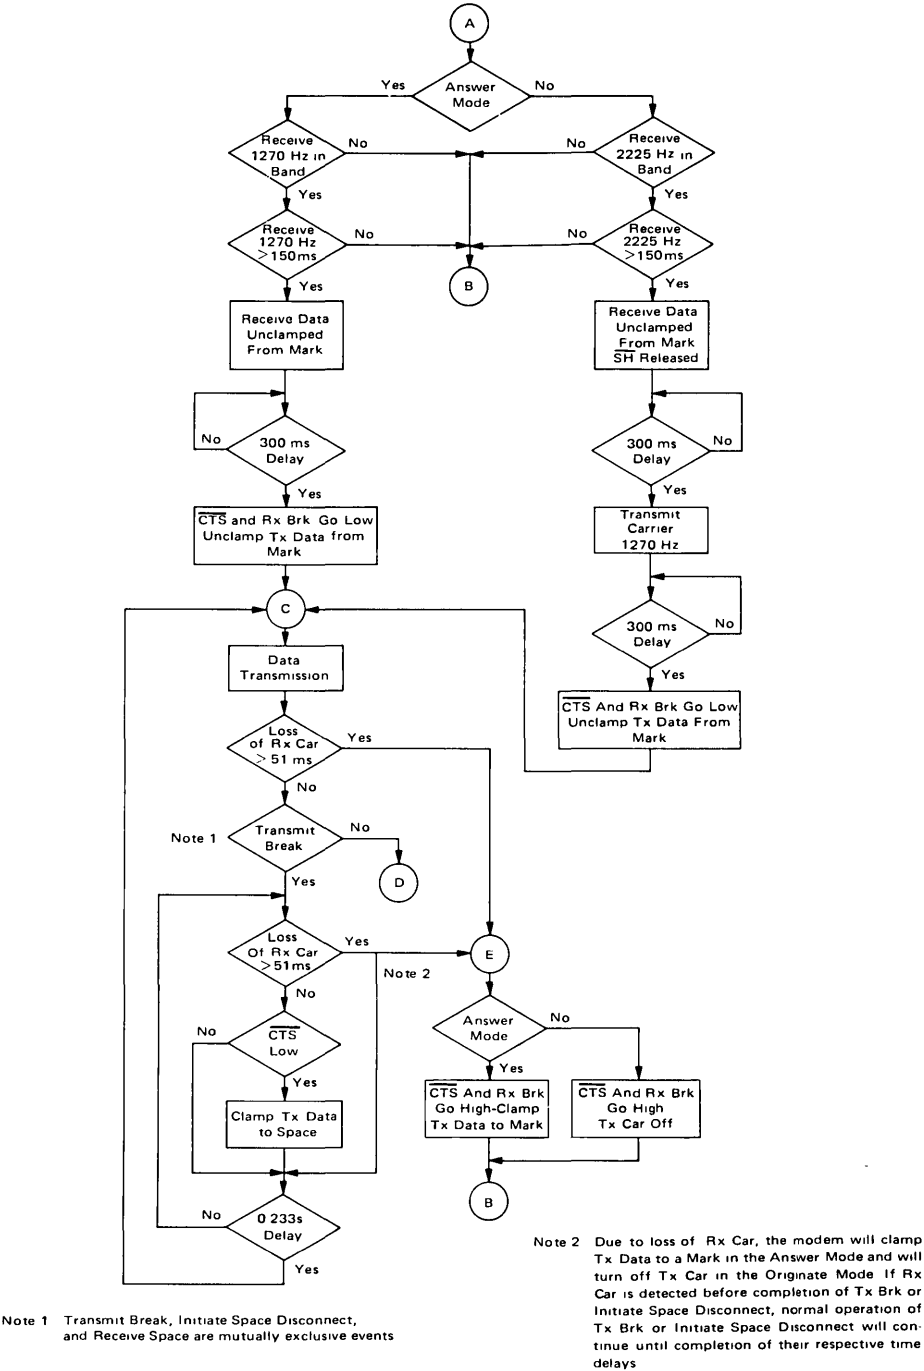 A
Answer
Mode
Yes
No
Receive
1270 Hz in
Band
No
Yes
Receive
2225 Hz in
Band
No
Yes
Receive
1270 Hz
>150ms
No
Yes
Receive
2225 Hz
>150ms
No
Yes
B
Receive Data
Unclamped
From Mark
Receive Data
Unclamped
From Mark
SH Released
300 ms
Delay
No
Yes
300 ms
Delay
No
Yes
CTS and Rx Brk Go Low
Unclamp Tx Data from
Mark
Transmit
Carrier
1270 Hz
C
300 ms
Delay
No
Yes
Data
Transmission
CTS And Rx Brk Go Low
Unclamp Tx Data From
Mark
Loss
of Rx Car
> 51 ms
Yes
No
Note 1
Transmit
Break
No
Yes
D
Loss
Of Rx Car
>51ms
Yes
No
Note 2
E
CTS
Low
No
Yes
Answer
Mode
No
Yes
Clamp Tx Data
to Space
CTS And Rx Brk
Go High-Clamp
Tx Data to Mark
CTS And Rx Brk
Go High
Tx Car Off
B
0 233s
Delay
No
Yes
Note 1 Transmit Break, Initiate Space Disconnect,
and Receive Space are mutually exclusive events
Note 2 Due to loss of Rx Car, the modem will clamp
Tx Data to a Mark in the Answer Mode and will
turn off Tx Car in the Originate Mode If Rx
Car is detected before completion of Tx Brk or
Initiate Space Disconnect, normal operation of
Tx Brk or Initiate Space Disconnect will con-
tinue until completion of their respective time
delays